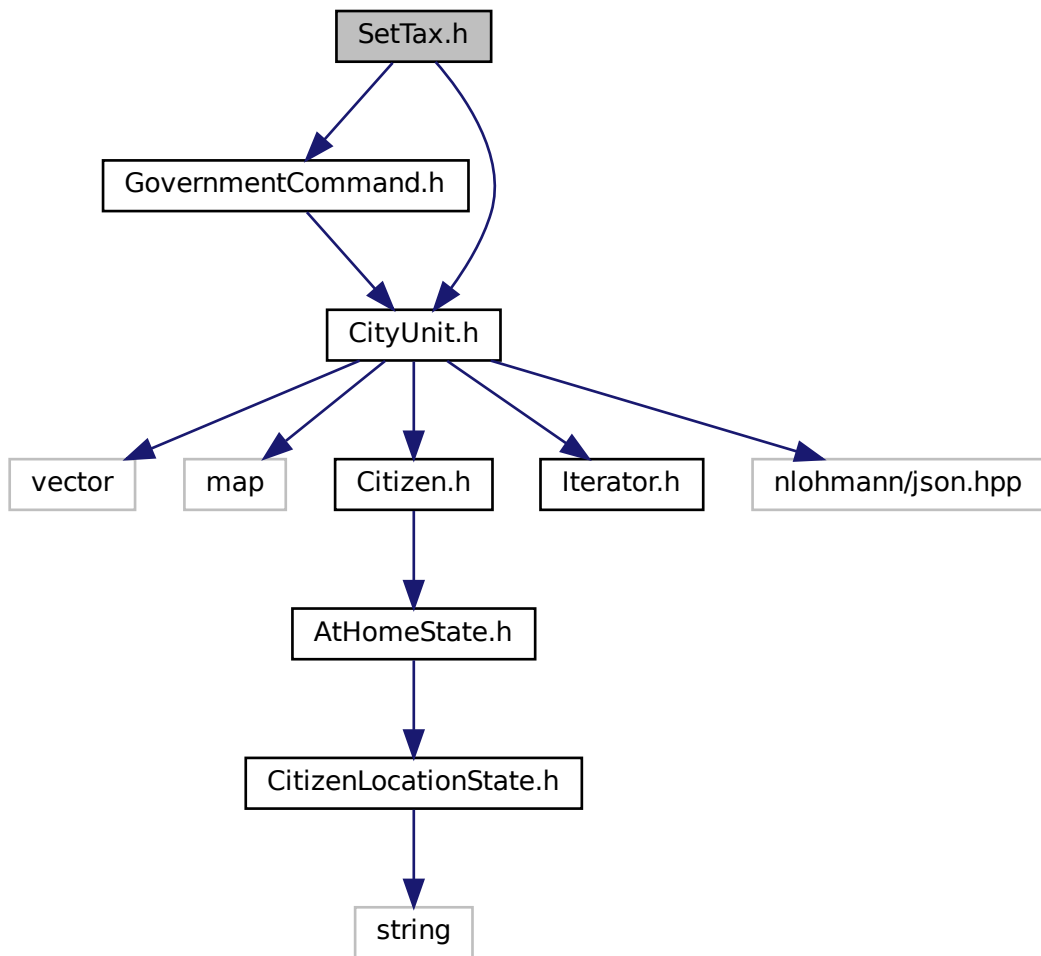 SetTax.h
GovernmentCommand.h
CityUnit.h
vector
map
Citizen.h
Iterator.h
nlohmann/json.hpp
AtHomeState.h
CitizenLocationState.h
string